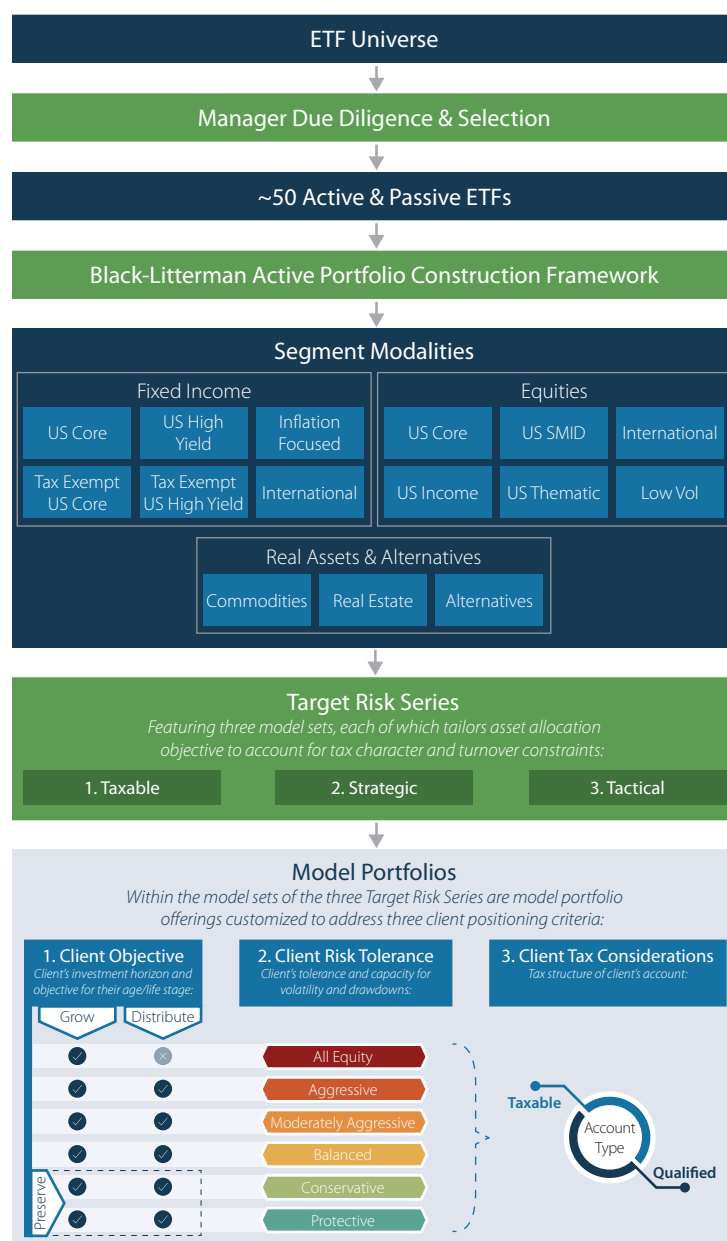 ETF Universe
Manager Due Diligence & Selection
~50 Active & Passive ETFs
Black-Litterman Active Portfolio Construction Framework
Segment Modalities
Fixed Income
US Core
US High
Yield
Inflation
Focused
Tax Exempt
US Core
Tax Exempt
US High Yield
International
Equities
US Core
US SMID
International
US Income
US Thematic
Low Vol
Real Assets & Alternatives
Commodities
Real Estate
Alternatives
Target Risk Series
Featuring three model sets, each of which tailors asset allocation
objective to account for tax character and turnover constraints:
1. Taxable
2. Strategic
3. Tactical
Model Portfolios
Within the model sets of the three Target Risk Series are model portfolio
offerings customized to address three client positioning criteria:
1. Client Objective
Client's investment horizon and
objective for their age/life stage:
Grow
Distribute
Preserve
2. Client Risk Tolerance
Client's tolerance and capacity for
volatility and drawdowns:
All Equity
Aggressive
Moderately Aggressive
Balanced
Conservative
Protective
3. Client Tax Considerations
Tax structure of client's account:
Taxable
Account
Type
Qualified